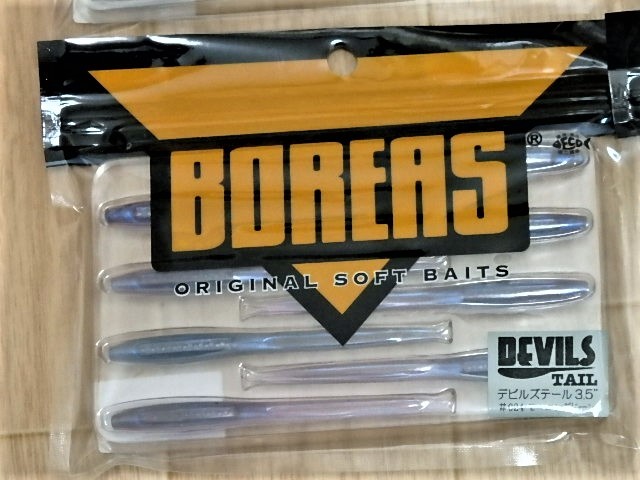 BOREAS®
ORIGINAL SOFT BAITS
DEVILS
TAIL
デビルズテール 3.5"